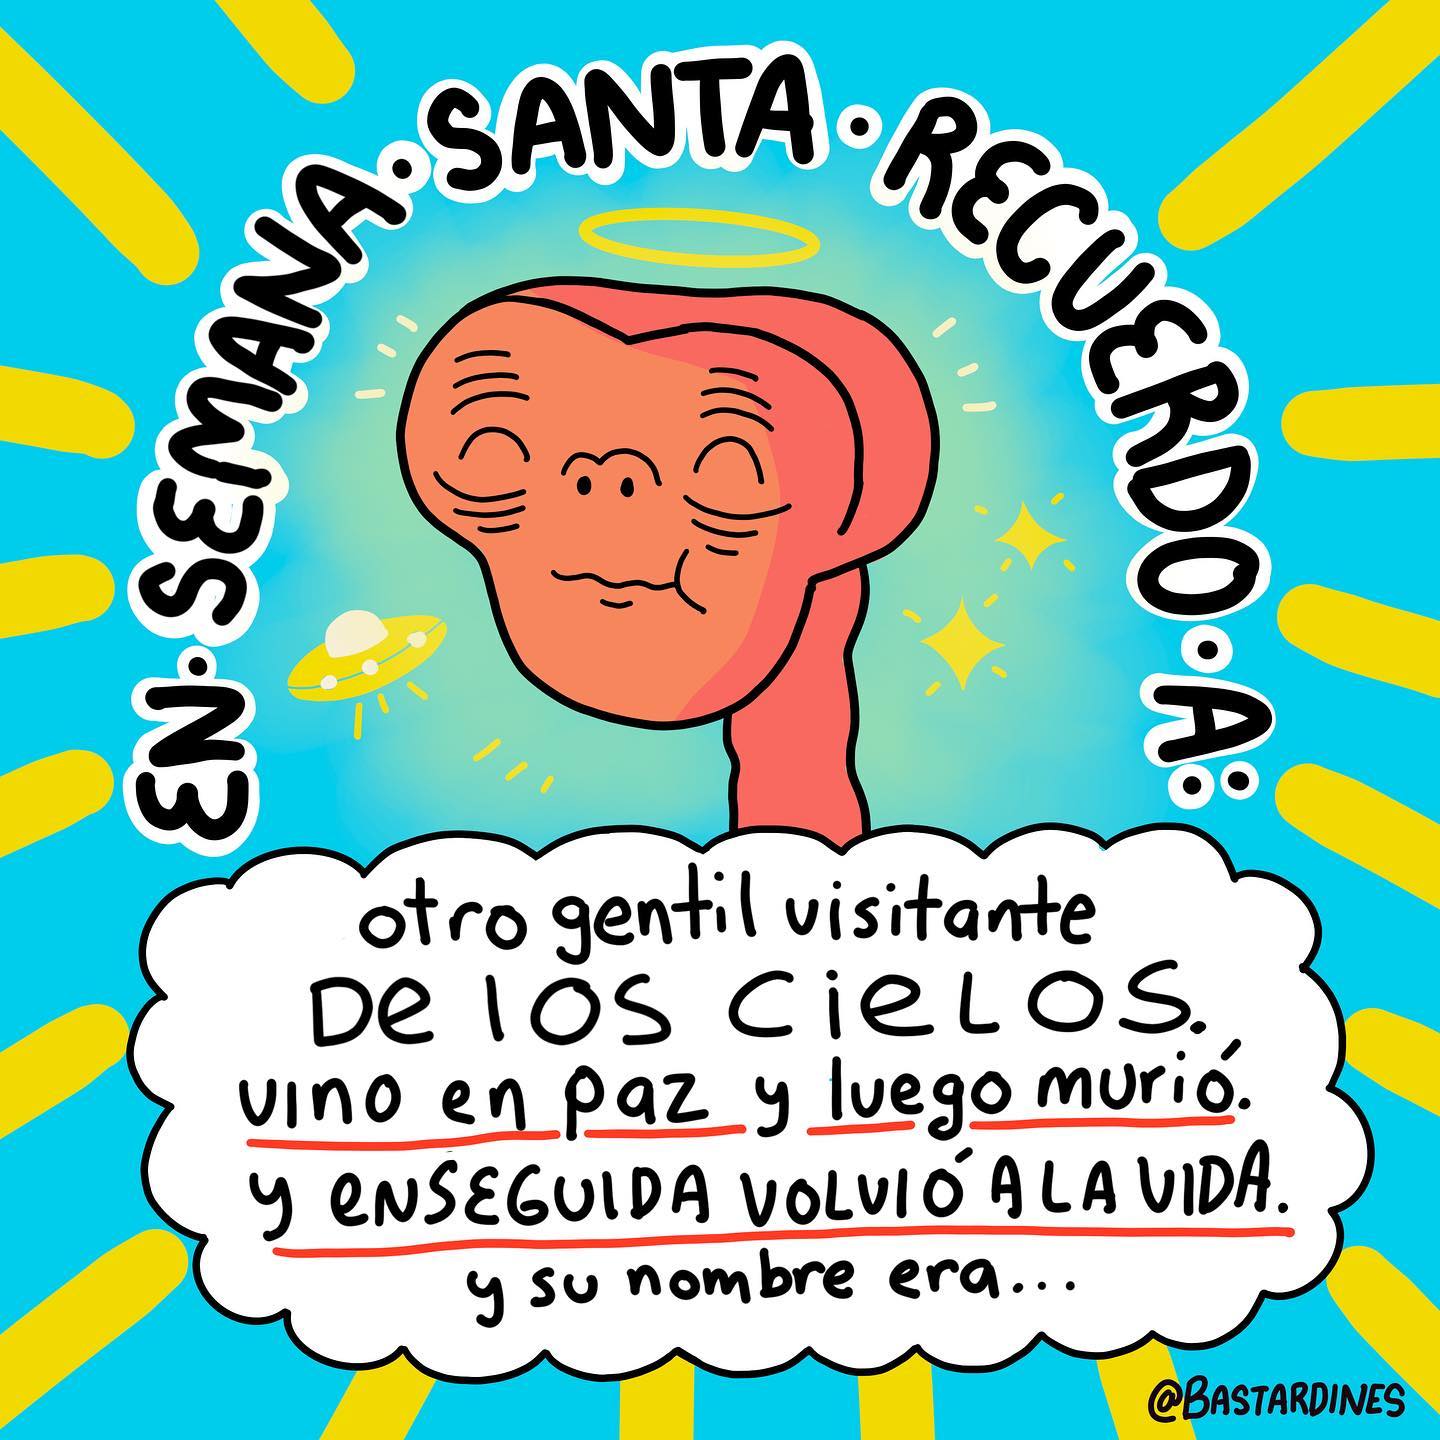 EN·SEMANA·SANTA·RECUERDO·A:
otro gentil visitante
De los CieLOS.
vino en paz y luego murió.
y eNSEGUIDA VOLVIÓ A LA VIDA.
y su nombre era...
@BASTARDINES